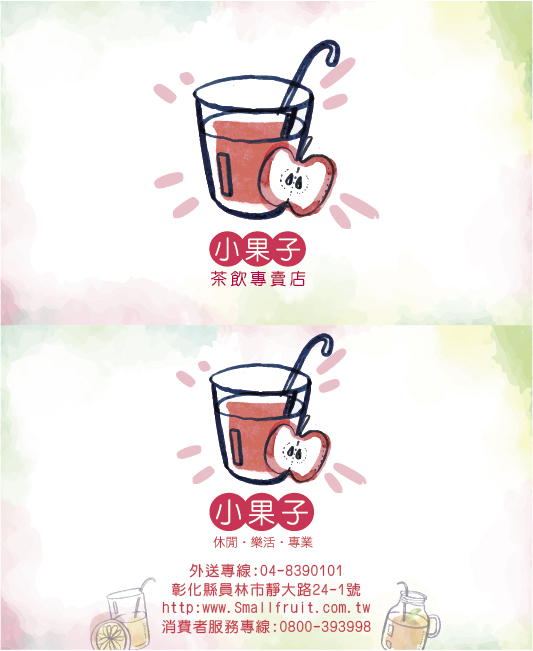 小果子
茶飲專賣店
小果子
休閒·樂活·專業
外送專線:04-8390101
彰化縣員林市靜大路24-1號
http:www.Smallfruit.com.tw
消費者服務專線:0800-393998